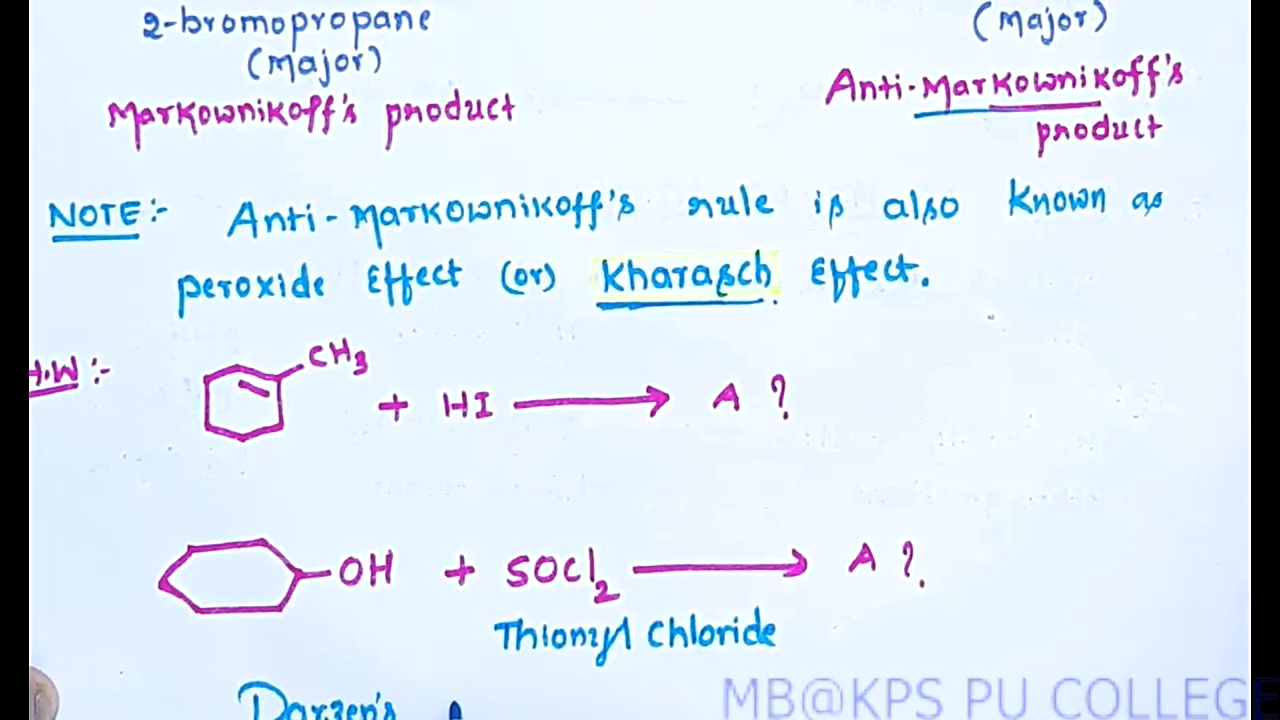 2-bromopropane (Major)
(Major) Anti-Markownikoff's
Markownikoff's product product
NOTE:- Anti-Markownikoff's rule is also known as
peroxide Effect (or) Kharasch Effect.
H.W:- CH3 + HI → A ?
OH + SOCl2 → A ?
Thionyl Chloride
Darzen's
MB@KPS PU COLLEGE